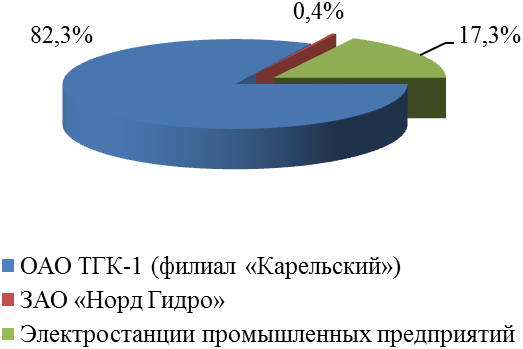 0,4%
82,3%
17,3%
ОАО ТГК-1 (филиал «Карельский»)
ЗАО «Норд Гидро»
Электростанции промышленных предприятий